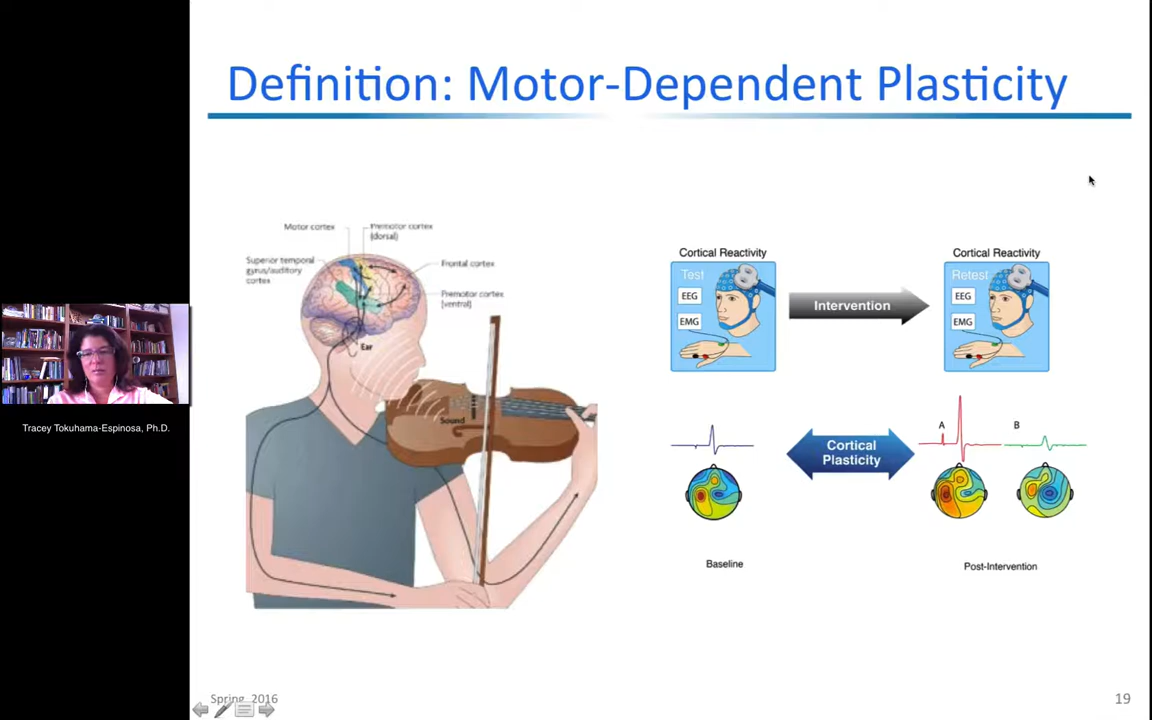 Definition: Motor-Dependent Plasticity
Motor cortex
Premotor cortex
(dorsal)
Superior temporal
gyrus/auditory
cortex
Frontal cortex
Premotor cortex
(ventral)
Ear
Sound
Cortical Reactivity
Test
EEG
EMG
Intervention
Cortical Reactivity
Retest
EEG
EMG
Cortical
Plasticity
A
B
Baseline
Post-Intervention
Tracey Tokuhama-Espinosa, Ph.D.
Spring, 2016
19